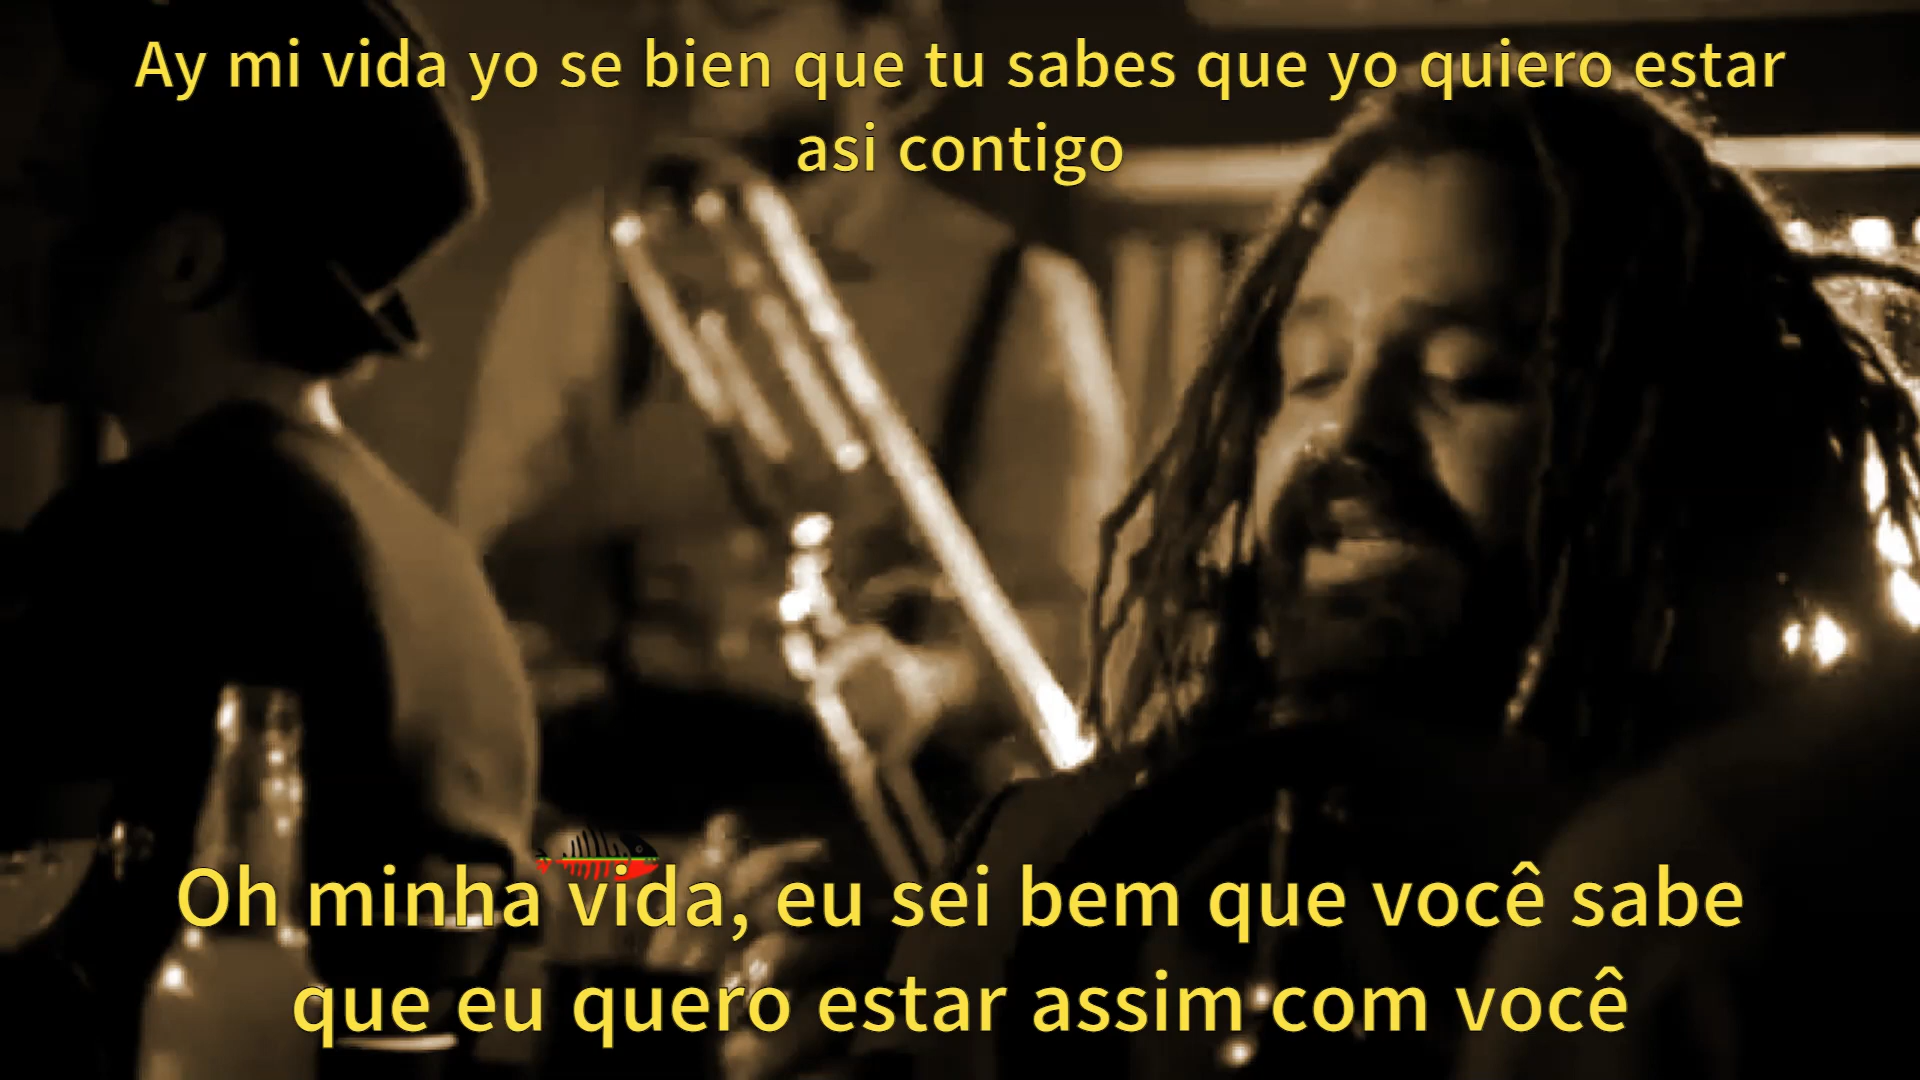 Ay mi vida yo se bien que tu sabes que yo quiero estar
asi contigo
Oh minha vida, eu sei bem que você sabe
que eu quero estar assim com você